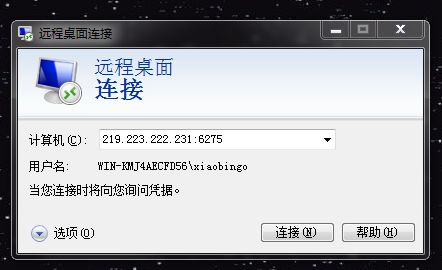 远程桌面连接
远程桌面
连接
计算机(C): 219.223.222.231:6275
用户名: WIN-KMJ4AECFD56\xiaobingo
当您连接时将向您询问凭据。
选项(O) 连接(N) 帮助(H)